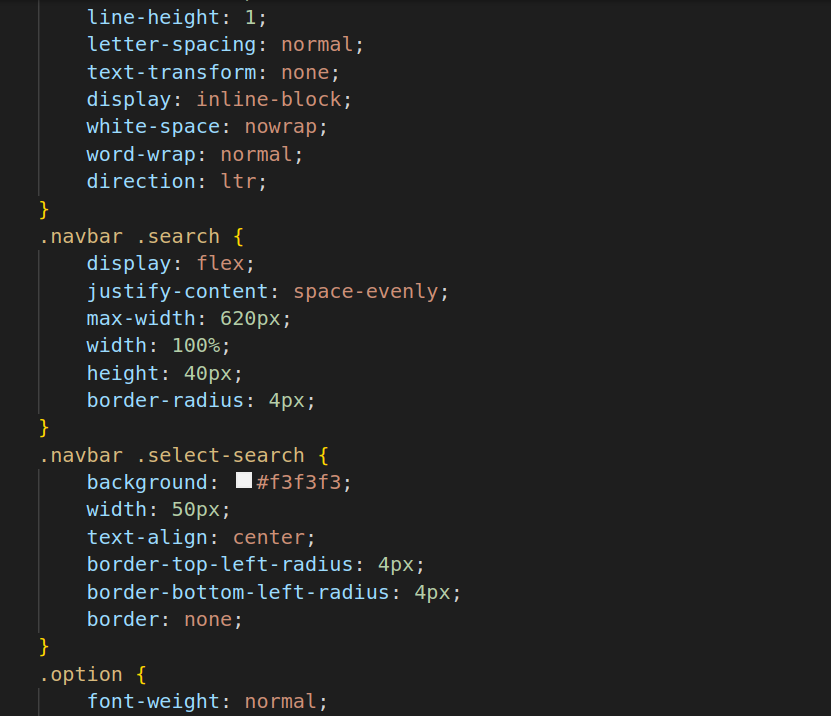 line-height: 1;
letter-spacing: normal;
text-transform: none;
display: inline-block;
white-space: nowrap;
word-wrap: normal;
direction: ltr;
}
.navbar .search {
display: flex;
justify-content: space-evenly;
max-width: 620px;
width: 100%;
height: 40px;
border-radius: 4px;
}
.navbar .select-search {
background: #f3f3f3;
width: 50px;
text-align: center;
border-top-left-radius: 4px;
border-bottom-left-radius: 4px;
border: none;
}
.option {
font-weight: normal;